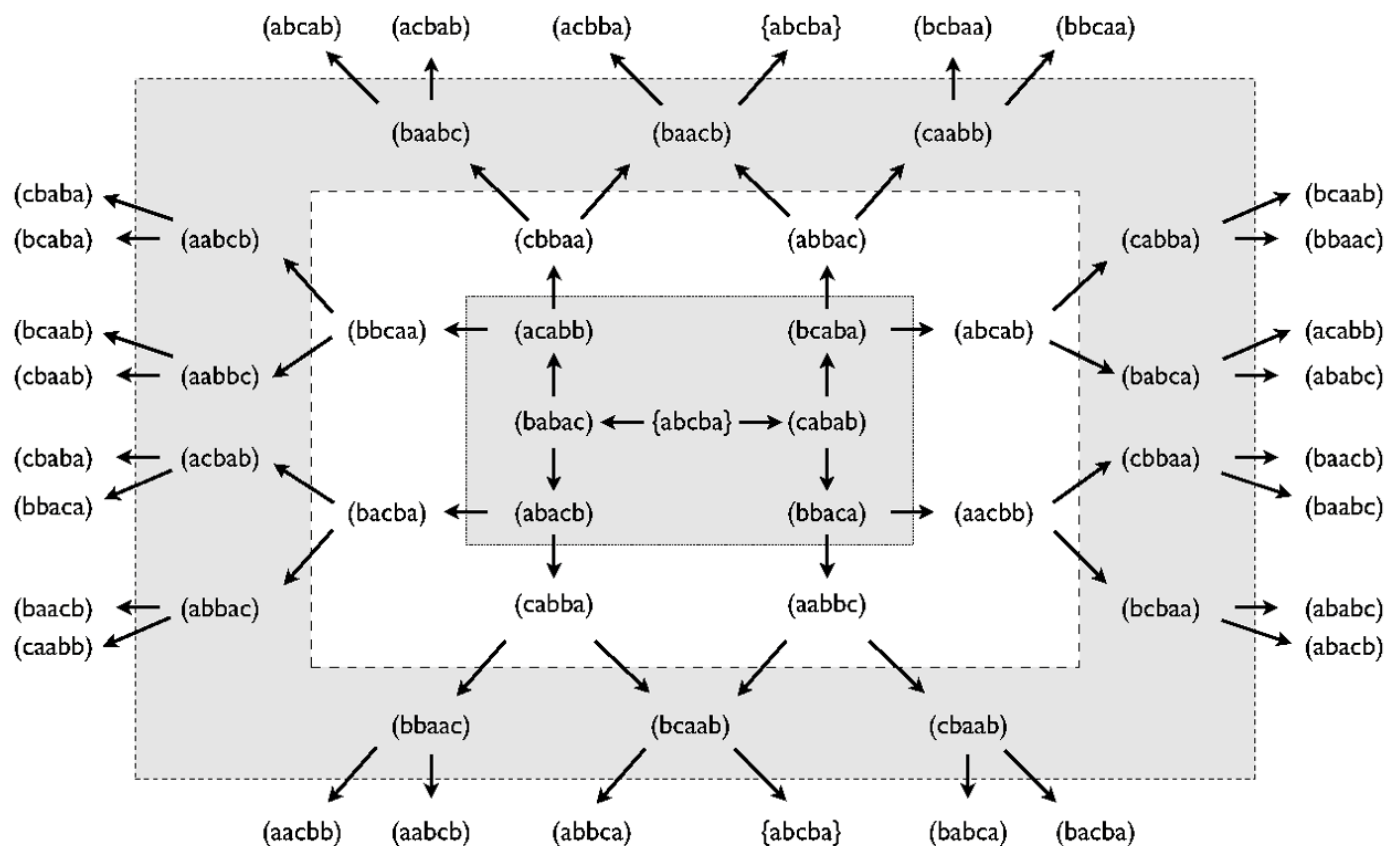 (abcab) (acbab) (acbba) {abcba} (bcbaa) (bbcaa)
(baabc) (baacb) (caabb)
(cbaba) (bcaab)
(bcaba) (aabcb) (cbbaa) (abbac) (cabba) (bbaac)
(bcaab) (bbcaa) (acabb) (bcaba) (abcab) (acabb)
(cbaab) (aabbc) (babca) (ababc)
(babac) {abcba} (cabab)
(cbaba) (acbab) (cbbaa) (baacb)
(bbaca) (bacba) (abacb) (bbaca) (aacbb) (baabc)
(baacb) (abbac) (cabba) (aabbc) (bcbaa) (ababc)
(caabb) (abacb)
(bbaac) (bcaab) (cbaab)
(aacbb) (aabcb) (abbca) {abcba} (babca) (bacba)